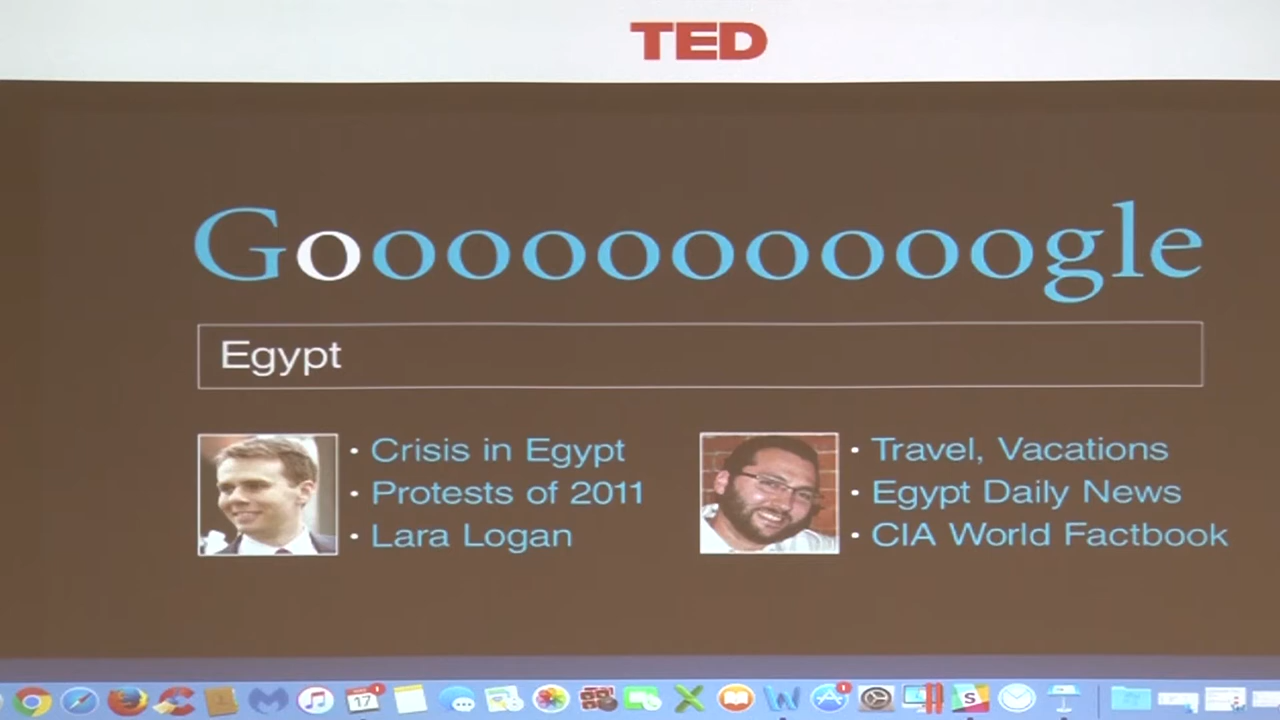 TED
Goooooooooogle
Egypt
• Crisis in Egypt
• Protests of 2011
• Lara Logan
• Travel, Vacations
• Egypt Daily News
• CIA World Factbook
17